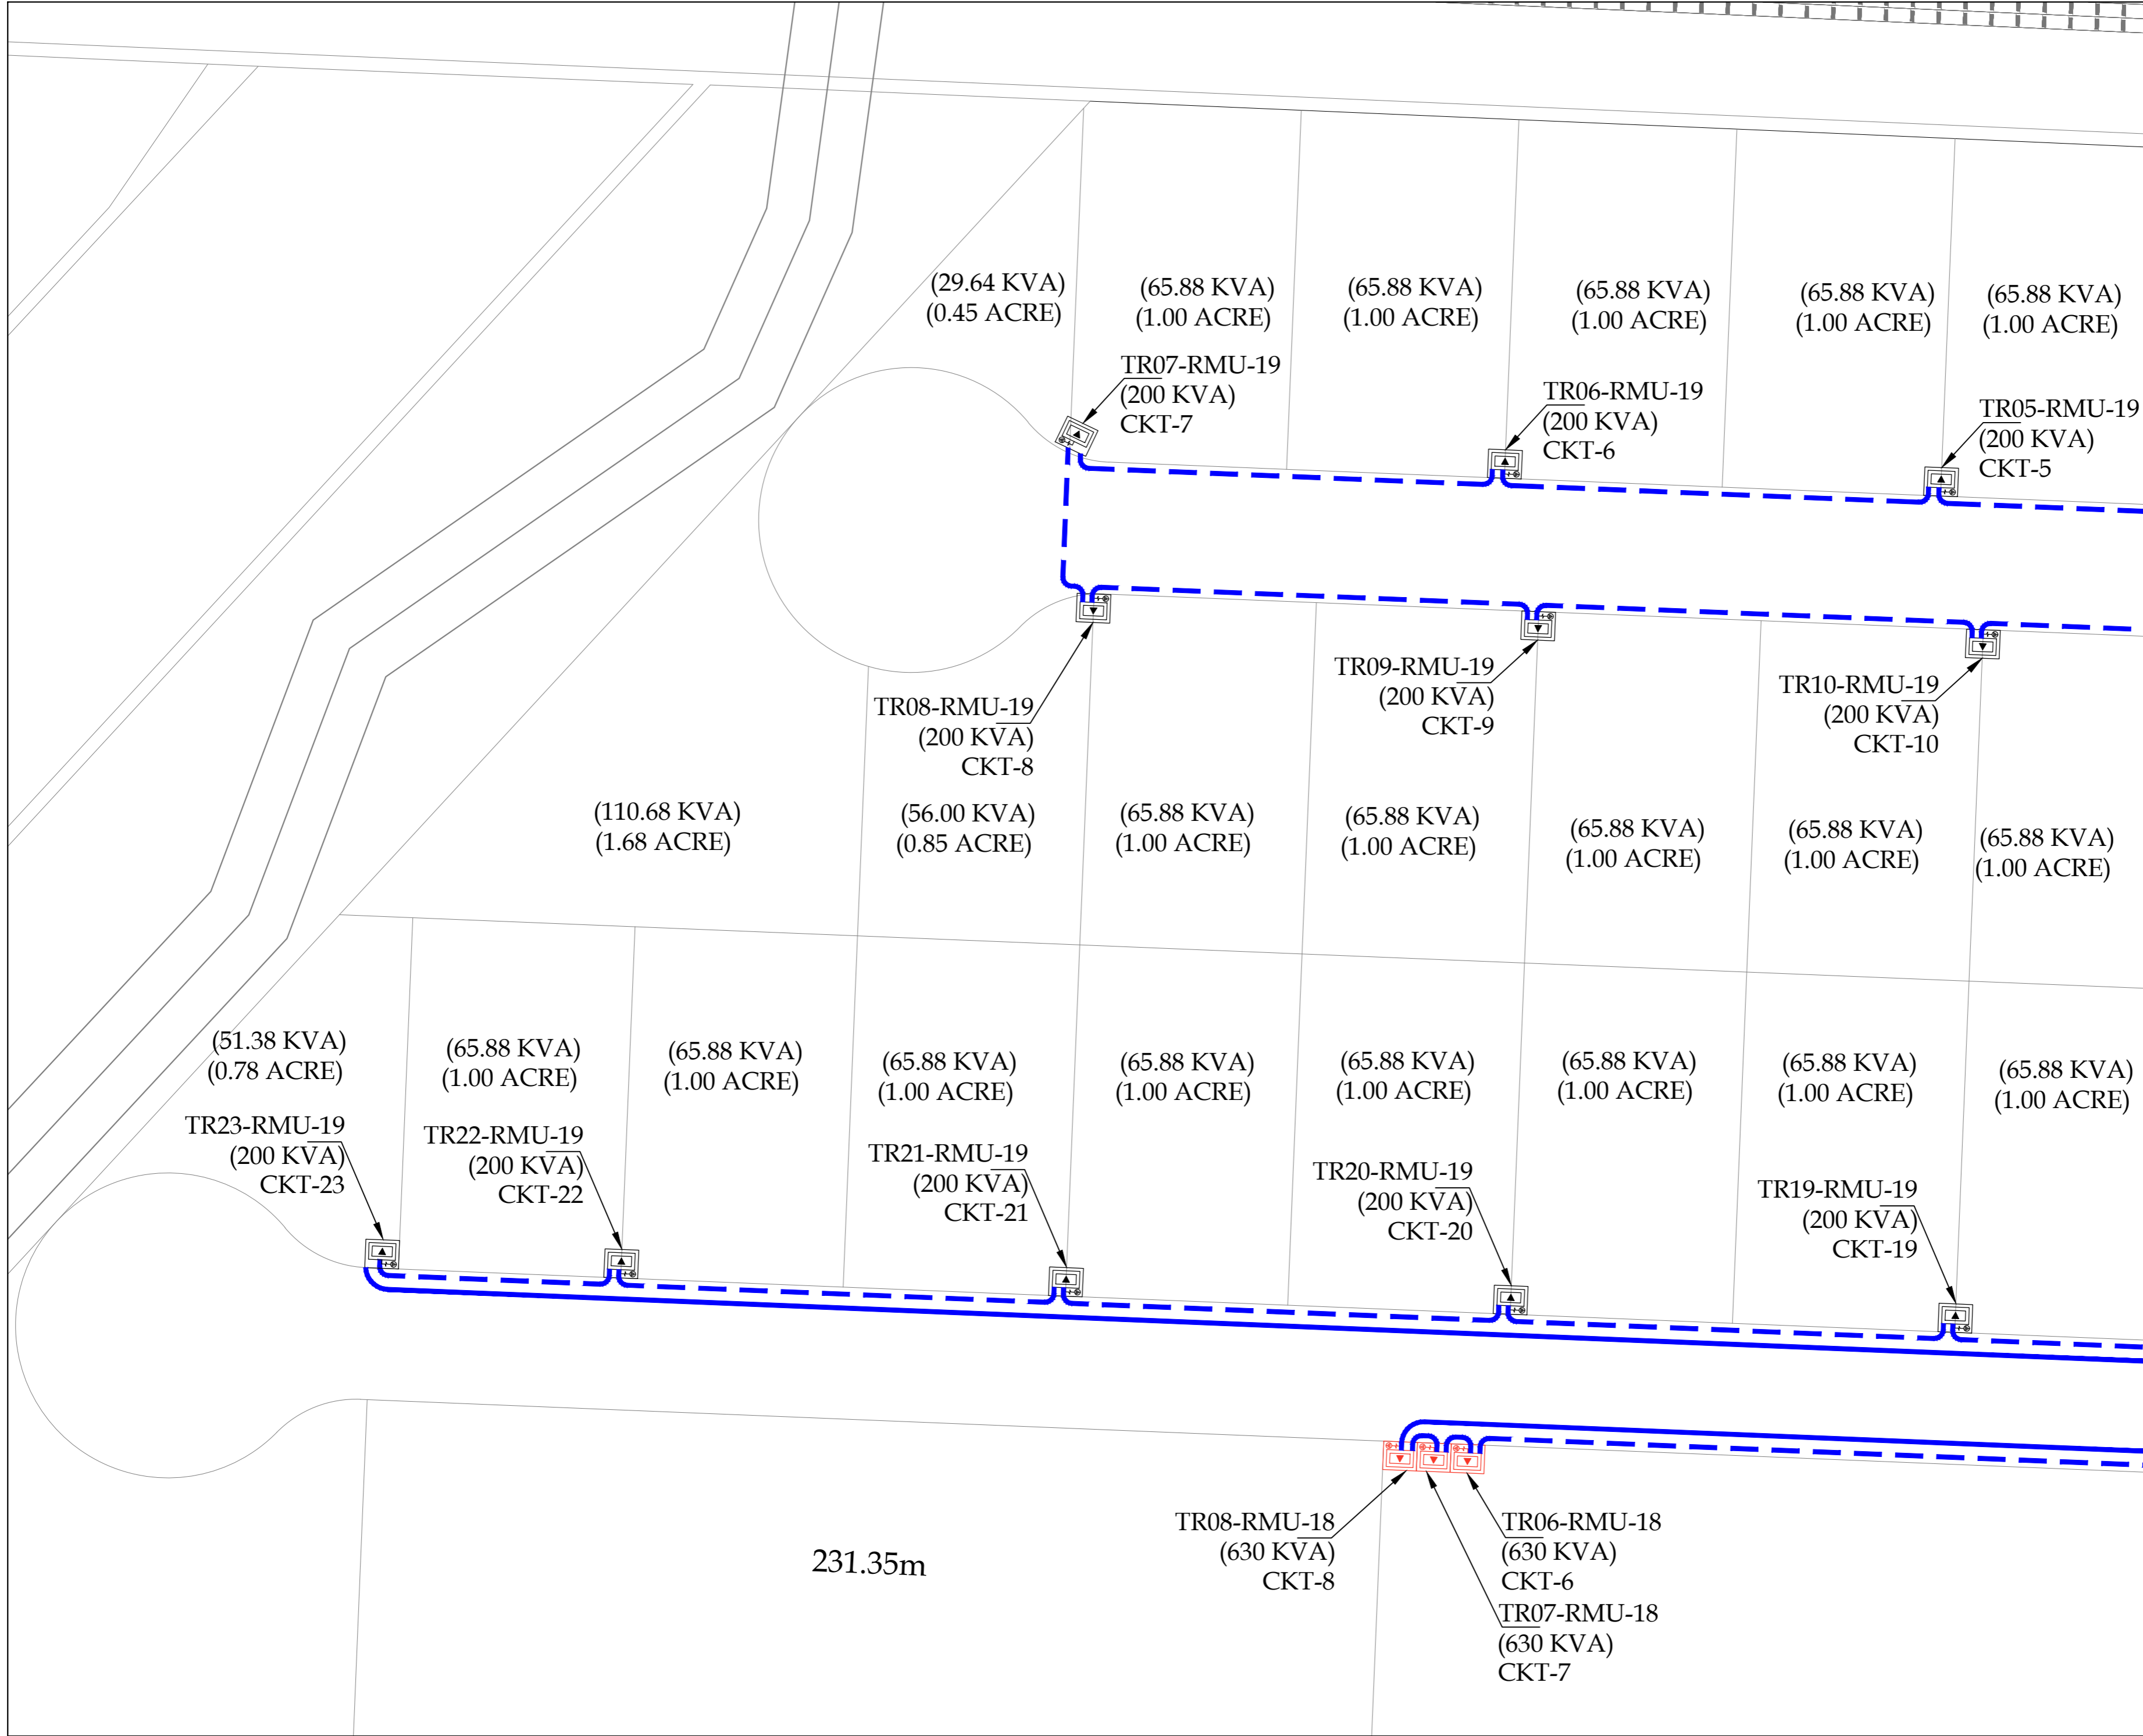 (29.64 KVA)
(0.45 ACRE)
(65.88 KVA)
(1.00 ACRE)
(65.88 KVA)
(1.00 ACRE)
(65.88 KVA)
(1.00 ACRE)
(65.88 KVA)
(1.00 ACRE)
(65.88 KVA)
(1.00 ACRE)
TR07-RMU-19
(200 KVA)
CKT-7
TR06-RMU-19
(200 KVA)
CKT-6
TR05-RMU-19
(200 KVA)
CKT-5
TR08-RMU-19
(200 KVA)
CKT-8
TR09-RMU-19
(200 KVA)
CKT-9
TR10-RMU-19
(200 KVA)
CKT-10
(110.68 KVA)
(1.68 ACRE)
(56.00 KVA)
(0.85 ACRE)
(65.88 KVA)
(1.00 ACRE)
(65.88 KVA)
(1.00 ACRE)
(65.88 KVA)
(1.00 ACRE)
(65.88 KVA)
(1.00 ACRE)
(65.88 KVA)
(1.00 ACRE)
(51.38 KVA)
(0.78 ACRE)
(65.88 KVA)
(1.00 ACRE)
(65.88 KVA)
(1.00 ACRE)
(65.88 KVA)
(1.00 ACRE)
(65.88 KVA)
(1.00 ACRE)
(65.88 KVA)
(1.00 ACRE)
(65.88 KVA)
(1.00 ACRE)
(65.88 KVA)
(1.00 ACRE)
(65.88 KVA)
(1.00 ACRE)
TR23-RMU-19
(200 KVA)
CKT-23
TR22-RMU-19
(200 KVA)
CKT-22
TR21-RMU-19
(200 KVA)
CKT-21
TR20-RMU-19
(200 KVA)
CKT-20
TR19-RMU-19
(200 KVA)
CKT-19
TR08-RMU-18
(630 KVA)
CKT-8
TR06-RMU-18
(630 KVA)
CKT-6
TR07-RMU-18
(630 KVA)
CKT-7
231.35m